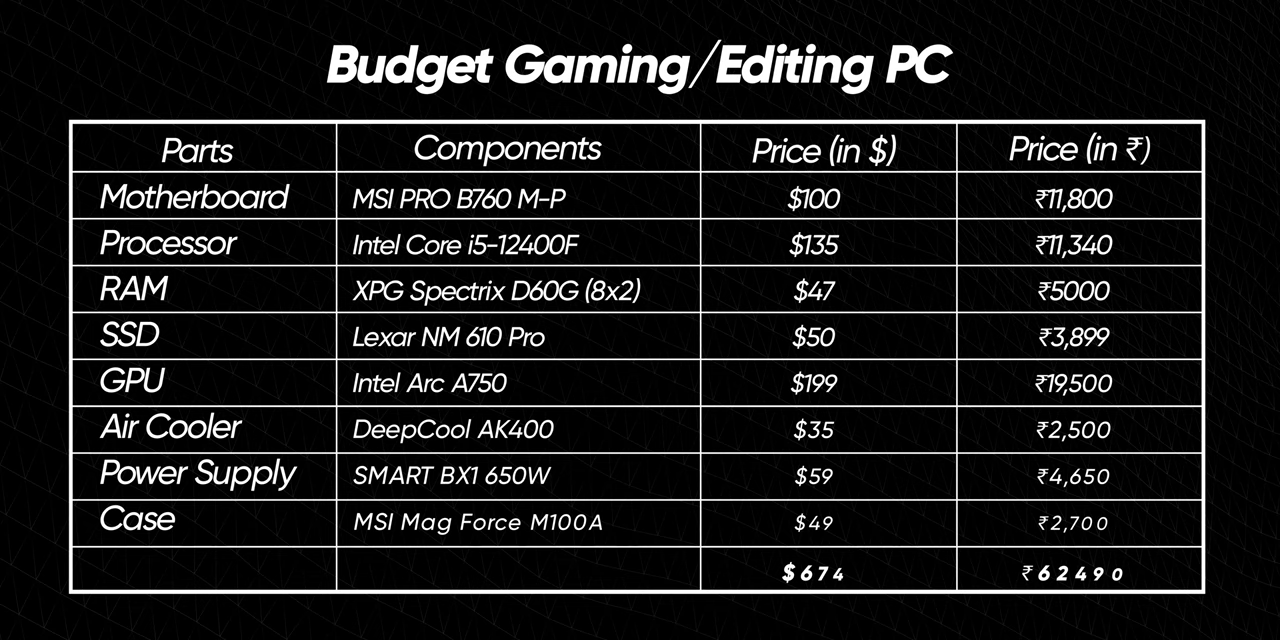 Budget Gaming/Editing PC
Parts Components Price (in $) Price (in ₹)
Motherboard MSI PRO B760 M-P $100 ₹11,800
Processor Intel Core i5-12400F $135 ₹11,340
RAM XPG Spectrix D60G (8x2) $47 ₹5000
SSD Lexar NM 610 Pro $50 ₹3,899
GPU Intel Arc A750 $199 ₹19,500
Air Cooler DeepCool AK400 $35 ₹2,500
Power Supply SMART BX1 650W $59 ₹4,650
Case MSI Mag Force M100A $49 ₹2,700
$674 ₹62490